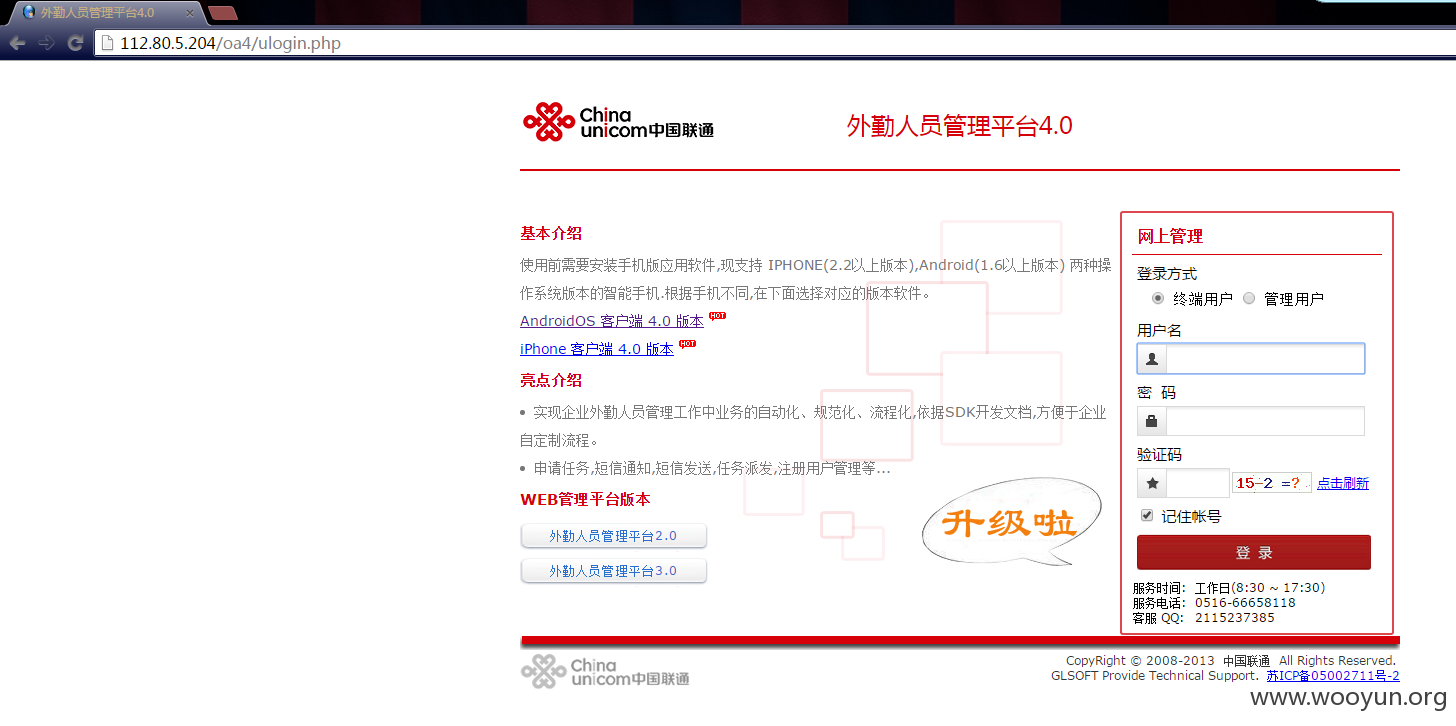 外勤人员管理平台4.0
112.80.5.204/oa4/ulogin.php
China
unicom中国联通
外勤人员管理平台4.0
基本介绍
使用前需要安装手机版应用软件,现支持 IPHONE(2.2以上版本),Android(1.6以上版本) 两种操
作系统版本的智能手机.根据手机不同,在下面选择对应的版本软件。
AndroidOS 客户端 4.0 版本 HOT
iPhone 客户端 4.0 版本 HOT
亮点介绍
• 实现企业外勤人员管理工作中业务的自动化、规范化、流程化,依据SDK开发文档,方便于企业
自定制流程。
• 申请任务,短信通知,短信发送,任务派发,注册用户管理等...
WEB管理平台版本
外勤人员管理平台2.0
外勤人员管理平台3.0
升级啦
网上管理
登录方式
终端用户 管理用户
用户名
密 码
验证码
15-2 =? 点击刷新
记住帐号
登 录
服务时间: 工作日(8:30 ~ 17:30)
服务电话: 0516-66658118
客服 QQ: 2115237385
China
unicom中国联通
CopyRight © 2008-2013 中国联通 All Rights Reserved.
GLSOFT Provide Technical Support. 苏ICP备05002711号-2
www.wooyun.org